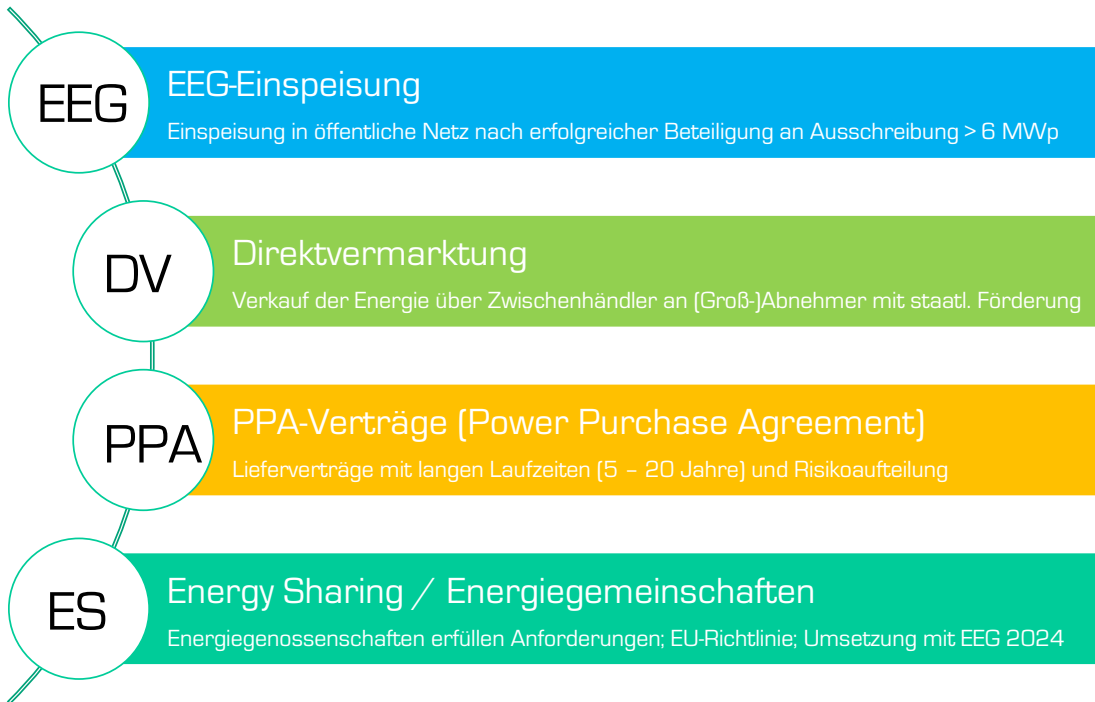 EEG
EEG-Einspeisung
Einspeisung in öffentliche Netz nach erfolgreicher Beteiligung an Ausschreibung > 6 MWp
DV
Direktvermarktung
Verkauf der Energie über Zwischenhändler an (Groß-)Abnehmer mit staatl. Förderung
PPA
PPA-Verträge (Power Purchase Agreement)
Lieferverträge mit langen Laufzeiten (5 – 20 Jahre) und Risikoaufteilung
ES
Energy Sharing / Energiegemeinschaften
Energiegenossenschaften erfüllen Anforderungen; EU-Richtlinie; Umsetzung mit EEG 2024